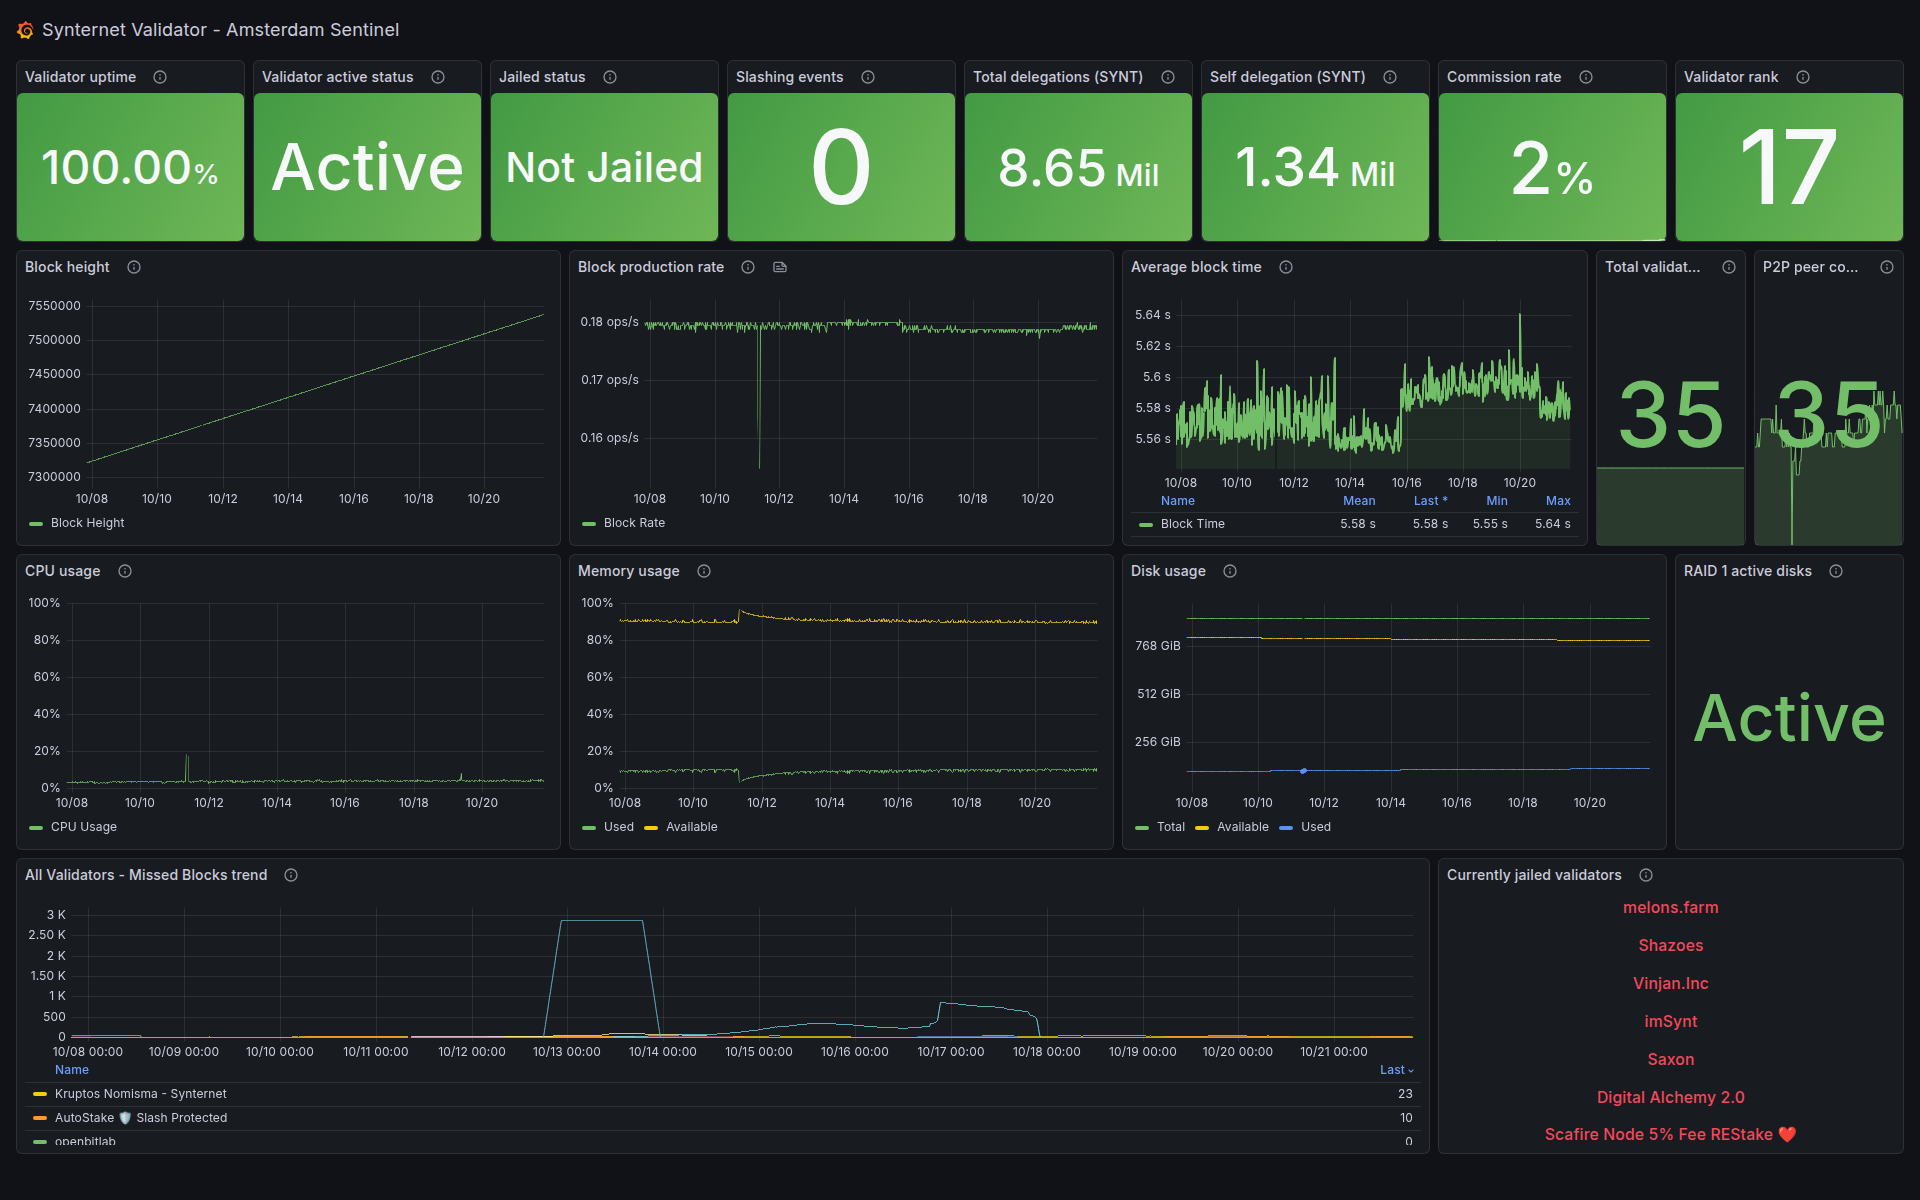 Synternet Validator - Amsterdam Sentinel
Validator uptime
100.00%
Validator active status
Active
Jailed status
Not Jailed
Slashing events
0
Total delegations (SYNT)
8.65 Mil
Self delegation (SYNT)
1.34 Mil
Commission rate
2%
Validator rank
17
Block height
7550000
7500000
7450000
7400000
7350000
7300000
10/08 10/10 10/12 10/14 10/16 10/18 10/20
Block Height
Block production rate
0.18 ops/s
0.17 ops/s
0.16 ops/s
10/08 10/10 10/12 10/14 10/16 10/18 10/20
Block Rate
Average block time
5.64 s
5.62 s
5.6 s
5.58 s
5.56 s
10/08 10/10 10/12 10/14 10/16 10/18 10/20
Name Mean Last * Min Max
Block Time 5.58 s 5.58 s 5.55 s 5.64 s
Total validat...
35
P2P peer co...
35
CPU usage
100%
80%
60%
40%
20%
0%
10/08 10/10 10/12 10/14 10/16 10/18 10/20
CPU Usage
Memory usage
100%
80%
60%
40%
20%
0%
10/08 10/10 10/12 10/14 10/16 10/18 10/20
Used Available
Disk usage
768 GiB
512 GiB
256 GiB
10/08 10/10 10/12 10/14 10/16 10/18 10/20
Total Available Used
RAID 1 active disks
Active
All Validators - Missed Blocks trend
3 K
2.50 K
2 K
1.50 K
1 K
500
0
10/08 00:00 10/09 00:00 10/10 00:00 10/11 00:00 10/12 00:00 10/13 00:00 10/14 00:00 10/15 00:00 10/16 00:00 10/17 00:00 10/18 00:00 10/19 00:00 10/20 00:00 10/21 00:00
Name Last
Kruptos Nomisma - Synternet 23
AutoStake 🛡️ Slash Protected 10
openbitlab 0
Currently jailed validators
melons.farm
Shazoes
Vinjan.Inc
imSynt
Saxon
Digital Alchemy 2.0
Scafire Node 5% Fee REStake ❤️